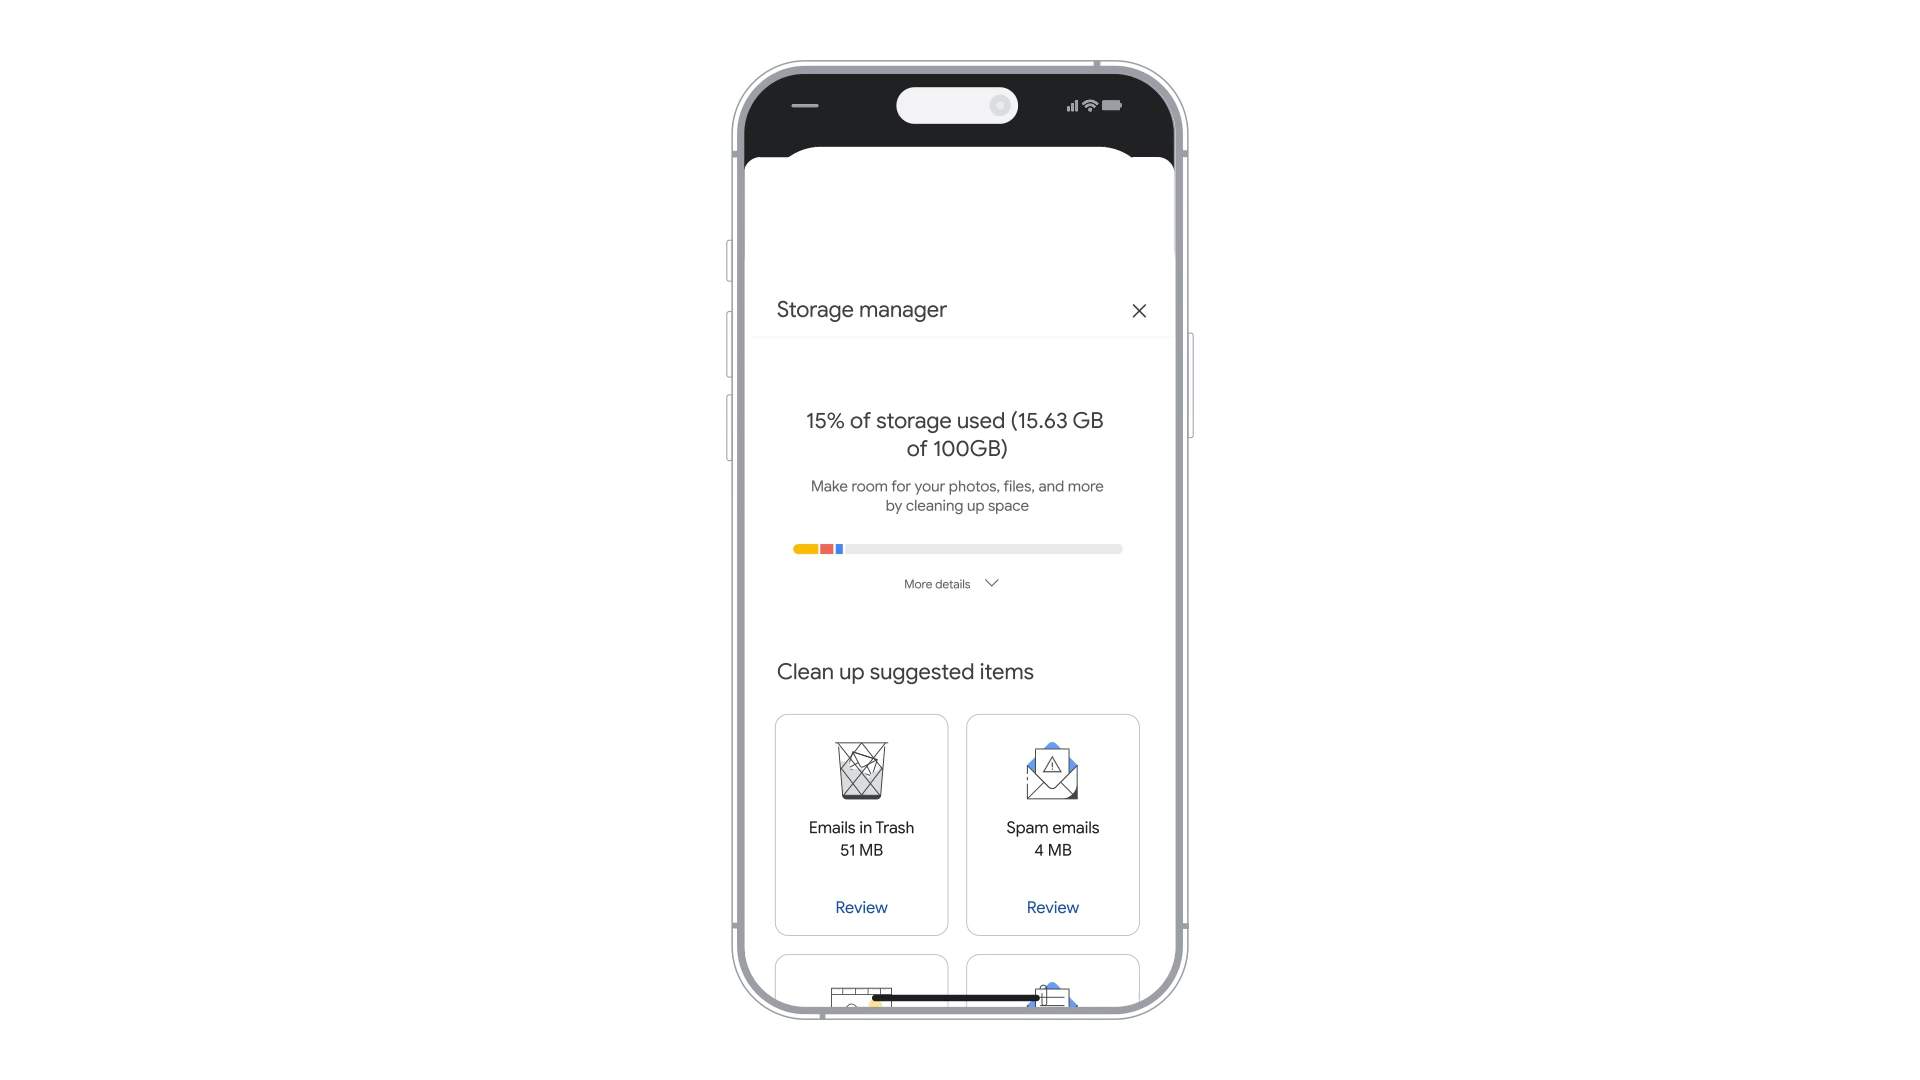 Storage manager
15% of storage used (15.63 GB
of 100GB)
Make room for your photos, files, and more
by cleaning up space
More details
Clean up suggested items
Emails in Trash
51 MB
Review
Spam emails
4 MB
Review